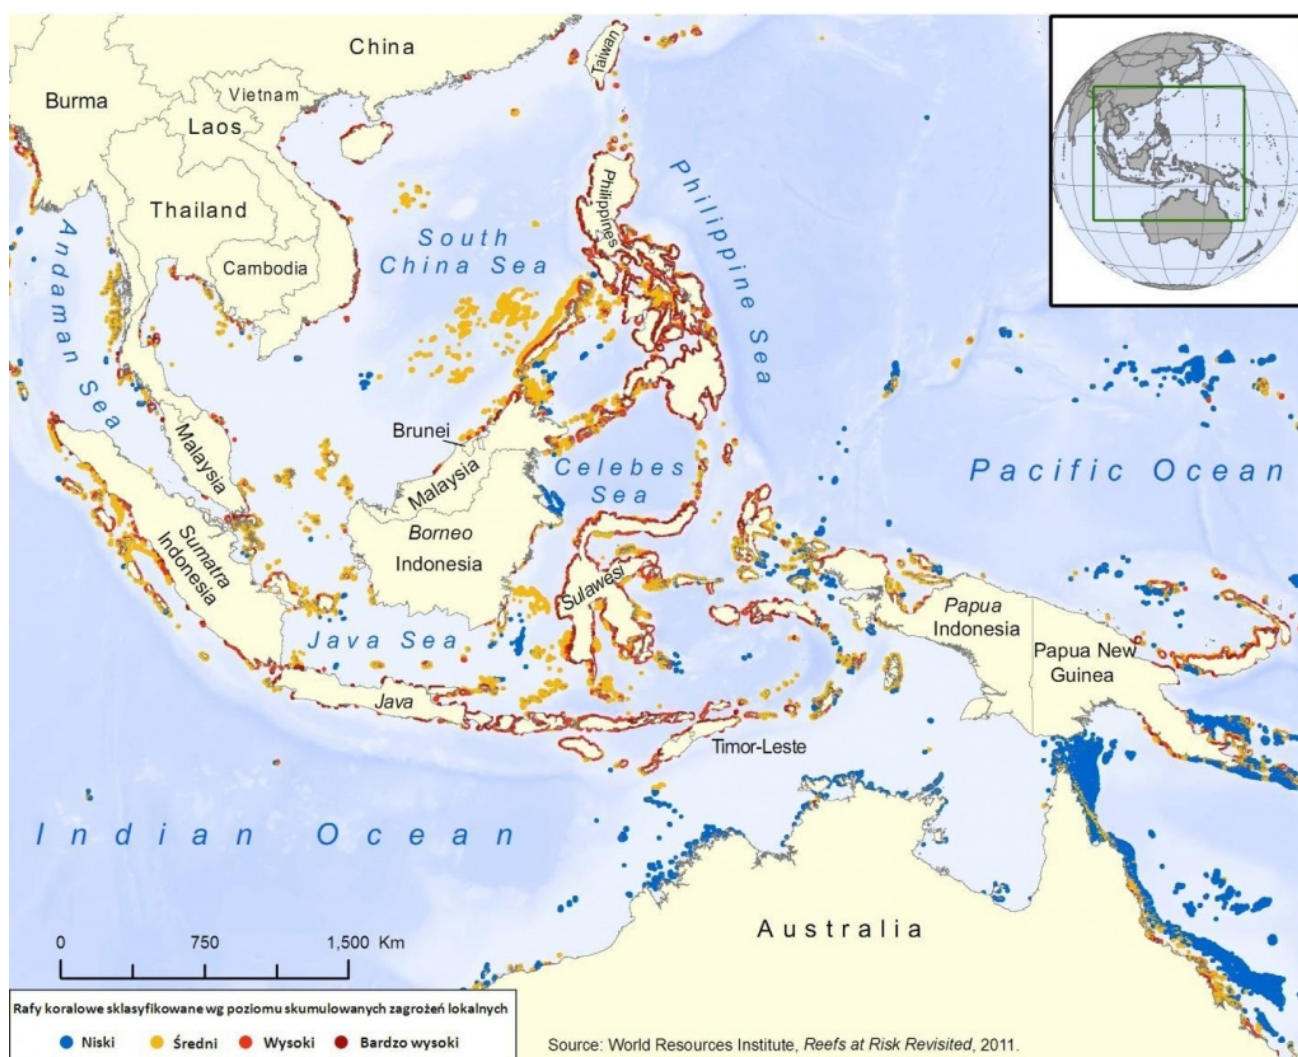 China
Taiwan
Burma
Vietnam
Laos
Thailand
Cambodia
Philippines
Philippine Sea
South
China Sea
Andaman Sea
Malaysia
Brunei
Malaysia
Celebes
Sea
Pacific Ocean
Borneo
Indonesia
Sumatra
Indonesia
Sulawesi
Papua
Indonesia
Papua New
Guinea
Java Sea
Java
Timor-Leste
Indian Ocean
Australia
0 750 1,500 Km
Rafy koralowe sklasyfikowane wg poziomu skumulowanych zagrożeń lokalnych
Niski Średni Wysoki Bardzo wysoki
Source: World Resources Institute, Reefs at Risk Revisited, 2011.